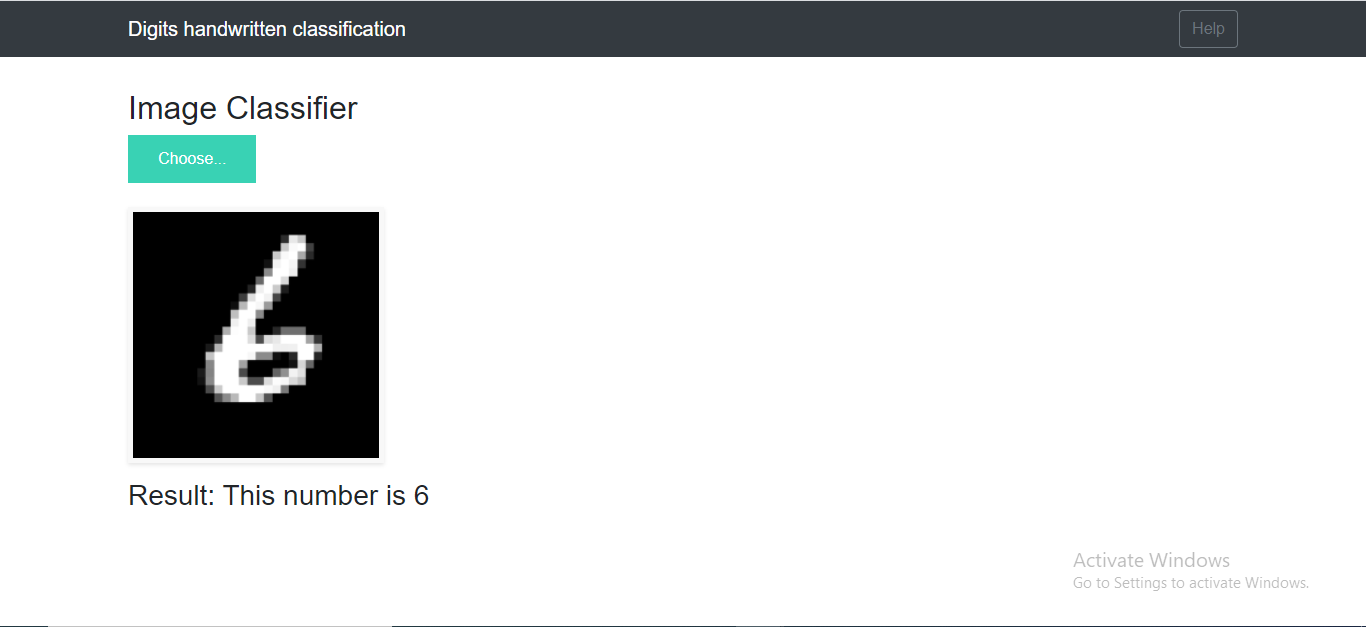 Digits handwritten classification
Help
Image Classifier
Choose...
6
Result: This number is 6
Activate Windows
Go to Settings to activate Windows.